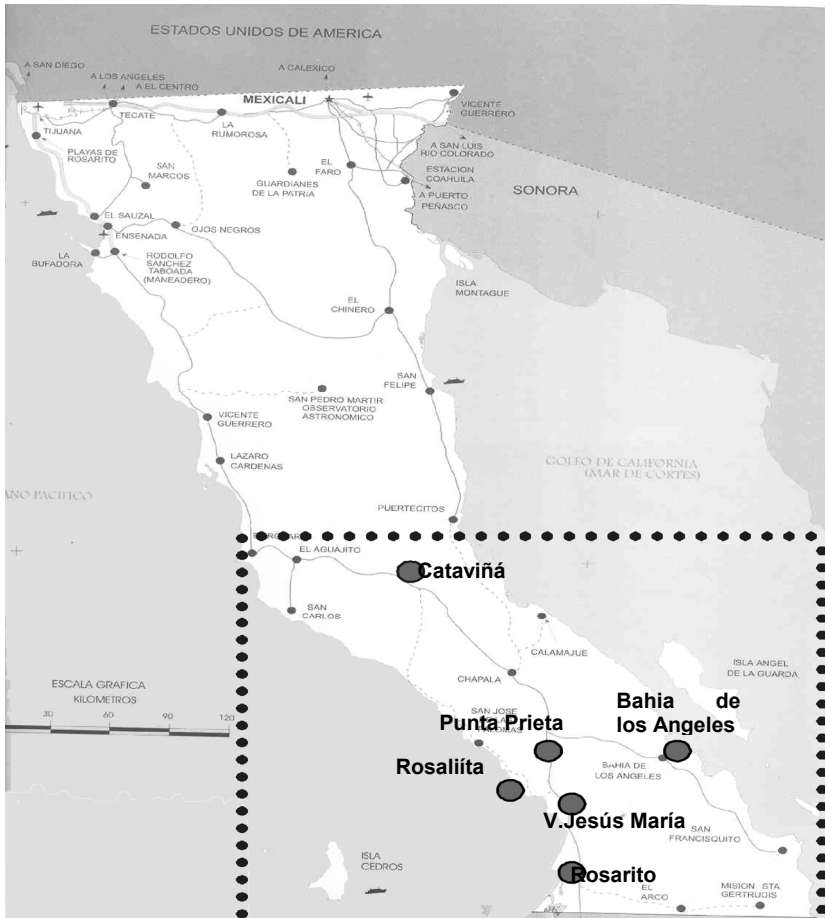 ESTADOS UNIDOS DE AMERICA
A SAN DIEGO
A LOS ANGELES
A EL CENTRO
A CALEXICO
MEXICALI
TECATE
LA
RUMOROSA
VICENTE
GUERRERO
TIJUANA
PLAYAS DE
ROSARITO
SAN
MARCOS
GUARDIANES
DE LA PATRIA
EL
FARO
A SAN LUIS
RIO COLORADO
ESTACION
COAHUILA
A PUERTO
PEÑASCO
SONORA
EL SAUZAL
ENSENADA
OJOS NEGROS
LA
BUFADORA
RODOLFO
SANCHEZ
TABOADA
(MANEADERO)
ISLA
MONTAGUE
EL
CHINERO
SAN
FELIPE
SAN PEDRO MARTIR
OBSERVATORIO
ASTRONOMICO
VICENTE
GUERRERO
LAZARO
CARDENAS
GOLFO DE CALIFORNIA
(MAR DE CORTES)
ANO PACIFICO
PUERTECITOS
EL AGUAJITO
Cataviñá
SAN
CARLOS
CALAMAJUE
ISLA ANGEL
DE LA GUARDA
CHAPALA
ESCALA GRAFICA
KILOMETROS
30 60 90 120
SAN JOSE
Punta Prieta
Bahia de
los Angeles
Rosaliíta
BAHIA DE
LOS ANGELES
V.Jesús María
SAN
FRANCISQUITO
ISLA
CEDROS
Rosarito
EL
ARCO
MISION STA
GERTRUDIS